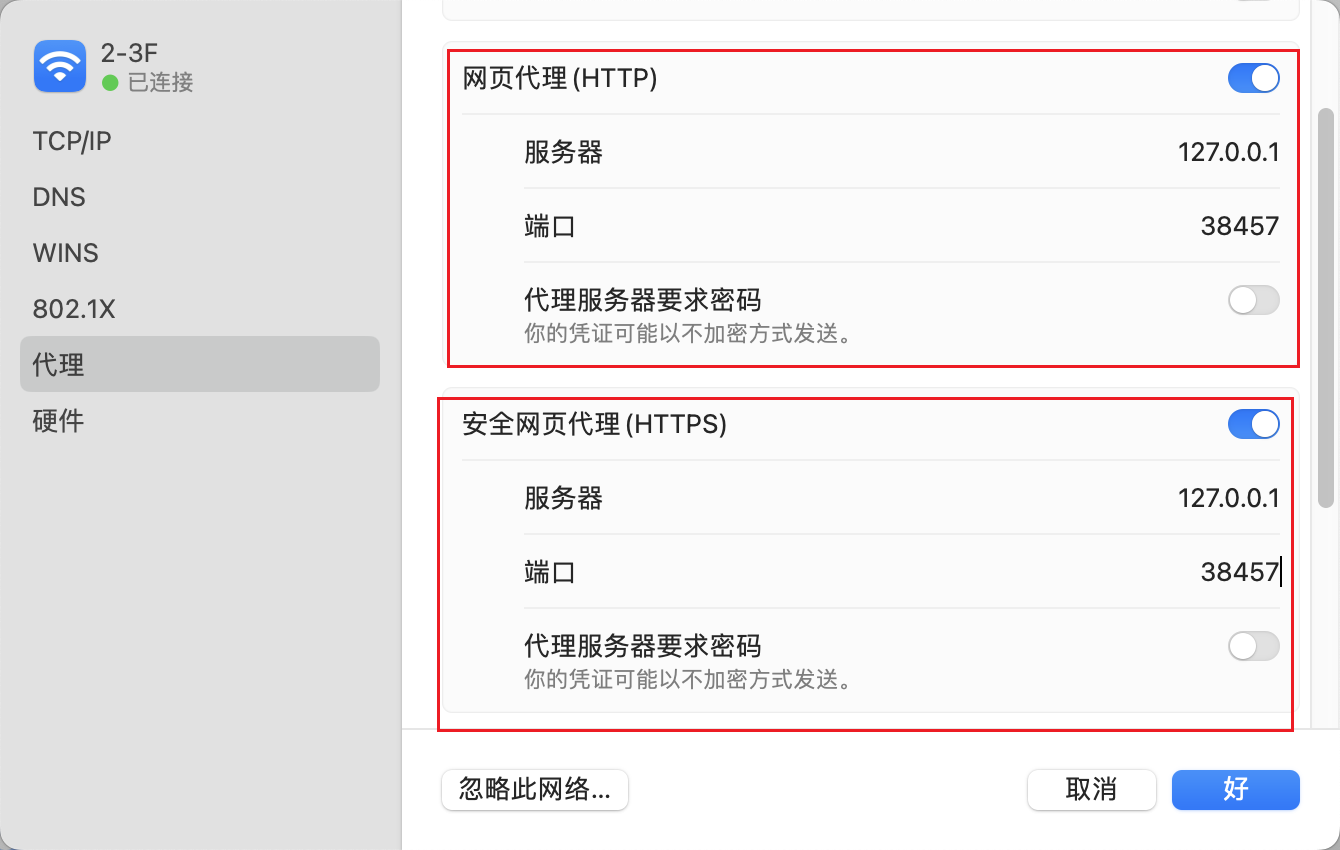 2-3F
已连接
TCP/IP
DNS
WINS
802.1X
代理
硬件
网页代理(HTTP)
服务器 127.0.0.1
端口 38457
代理服务器要求密码
你的凭证可能以不加密方式发送。
安全网页代理(HTTPS)
服务器 127.0.0.1
端口 38457
代理服务器要求密码
你的凭证可能以不加密方式发送。
忽略此网络... 取消 好